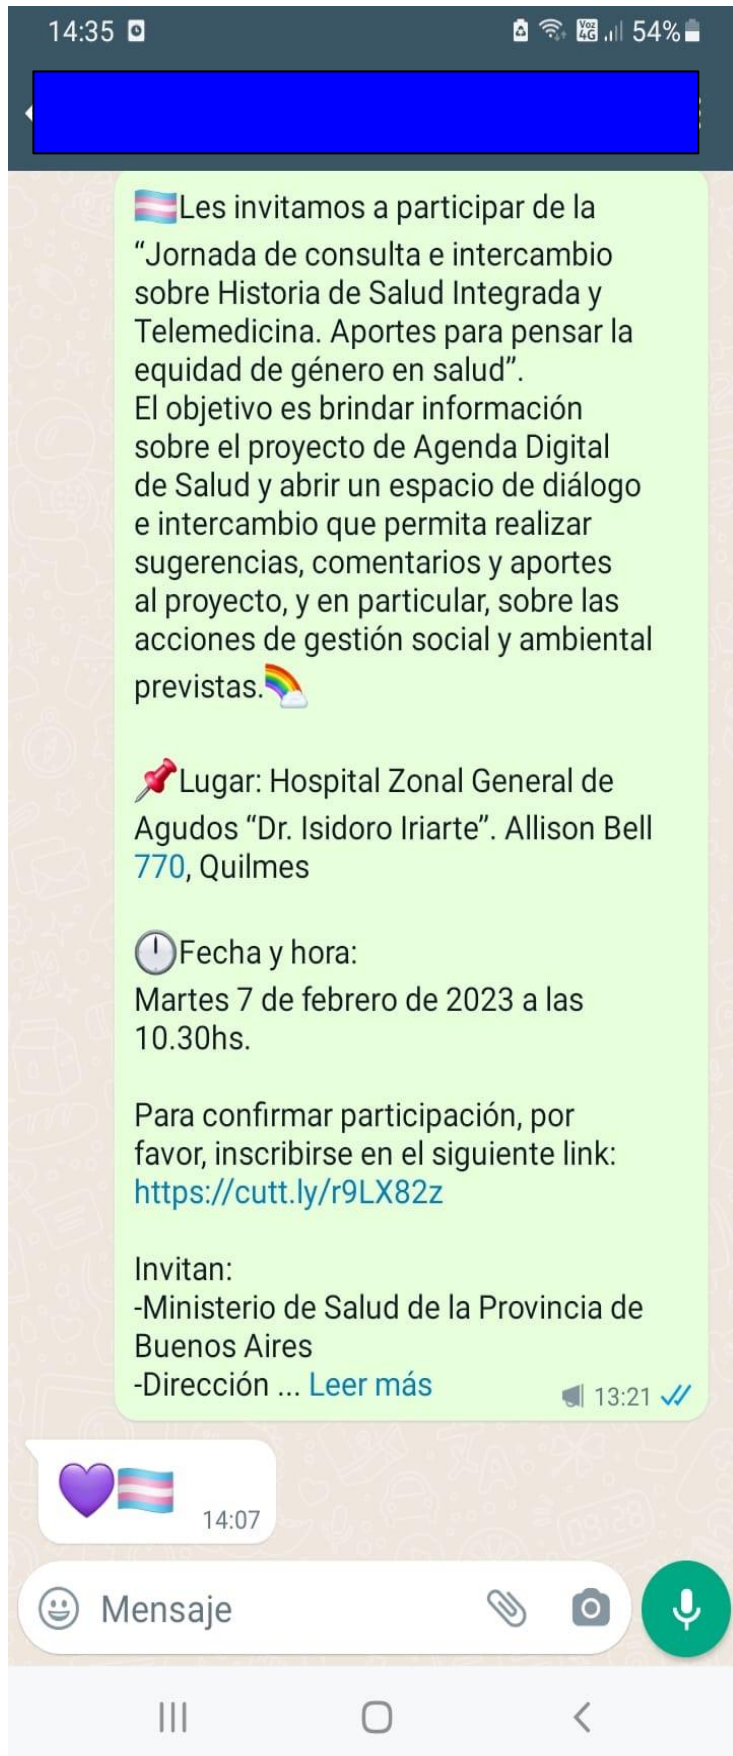 14:35
Voz 4G
54%
🏳️‍⚧️Les invitamos a participar de la
“Jornada de consulta e intercambio
sobre Historia de Salud Integrada y
Telemedicina. Aportes para pensar la
equidad de género en salud”.
El objetivo es brindar información
sobre el proyecto de Agenda Digital
de Salud y abrir un espacio de diálogo
e intercambio que permita realizar
sugerencias, comentarios y aportes
al proyecto, y en particular, sobre las
acciones de gestión social y ambiental
previstas.🌈
📌Lugar: Hospital Zonal General de
Agudos “Dr. Isidoro Iriarte”. Allison Bell
770, Quilmes
🕛Fecha y hora:
Martes 7 de febrero de 2023 a las
10.30hs.
Para confirmar participación, por
favor, inscribirse en el siguiente link:
https://cutt.ly/r9LX82z
Invitan:
-Ministerio de Salud de la Provincia de
Buenos Aires
-Dirección ... Leer más
13:21
💜🏳️‍⚧️
14:07
Mensaje